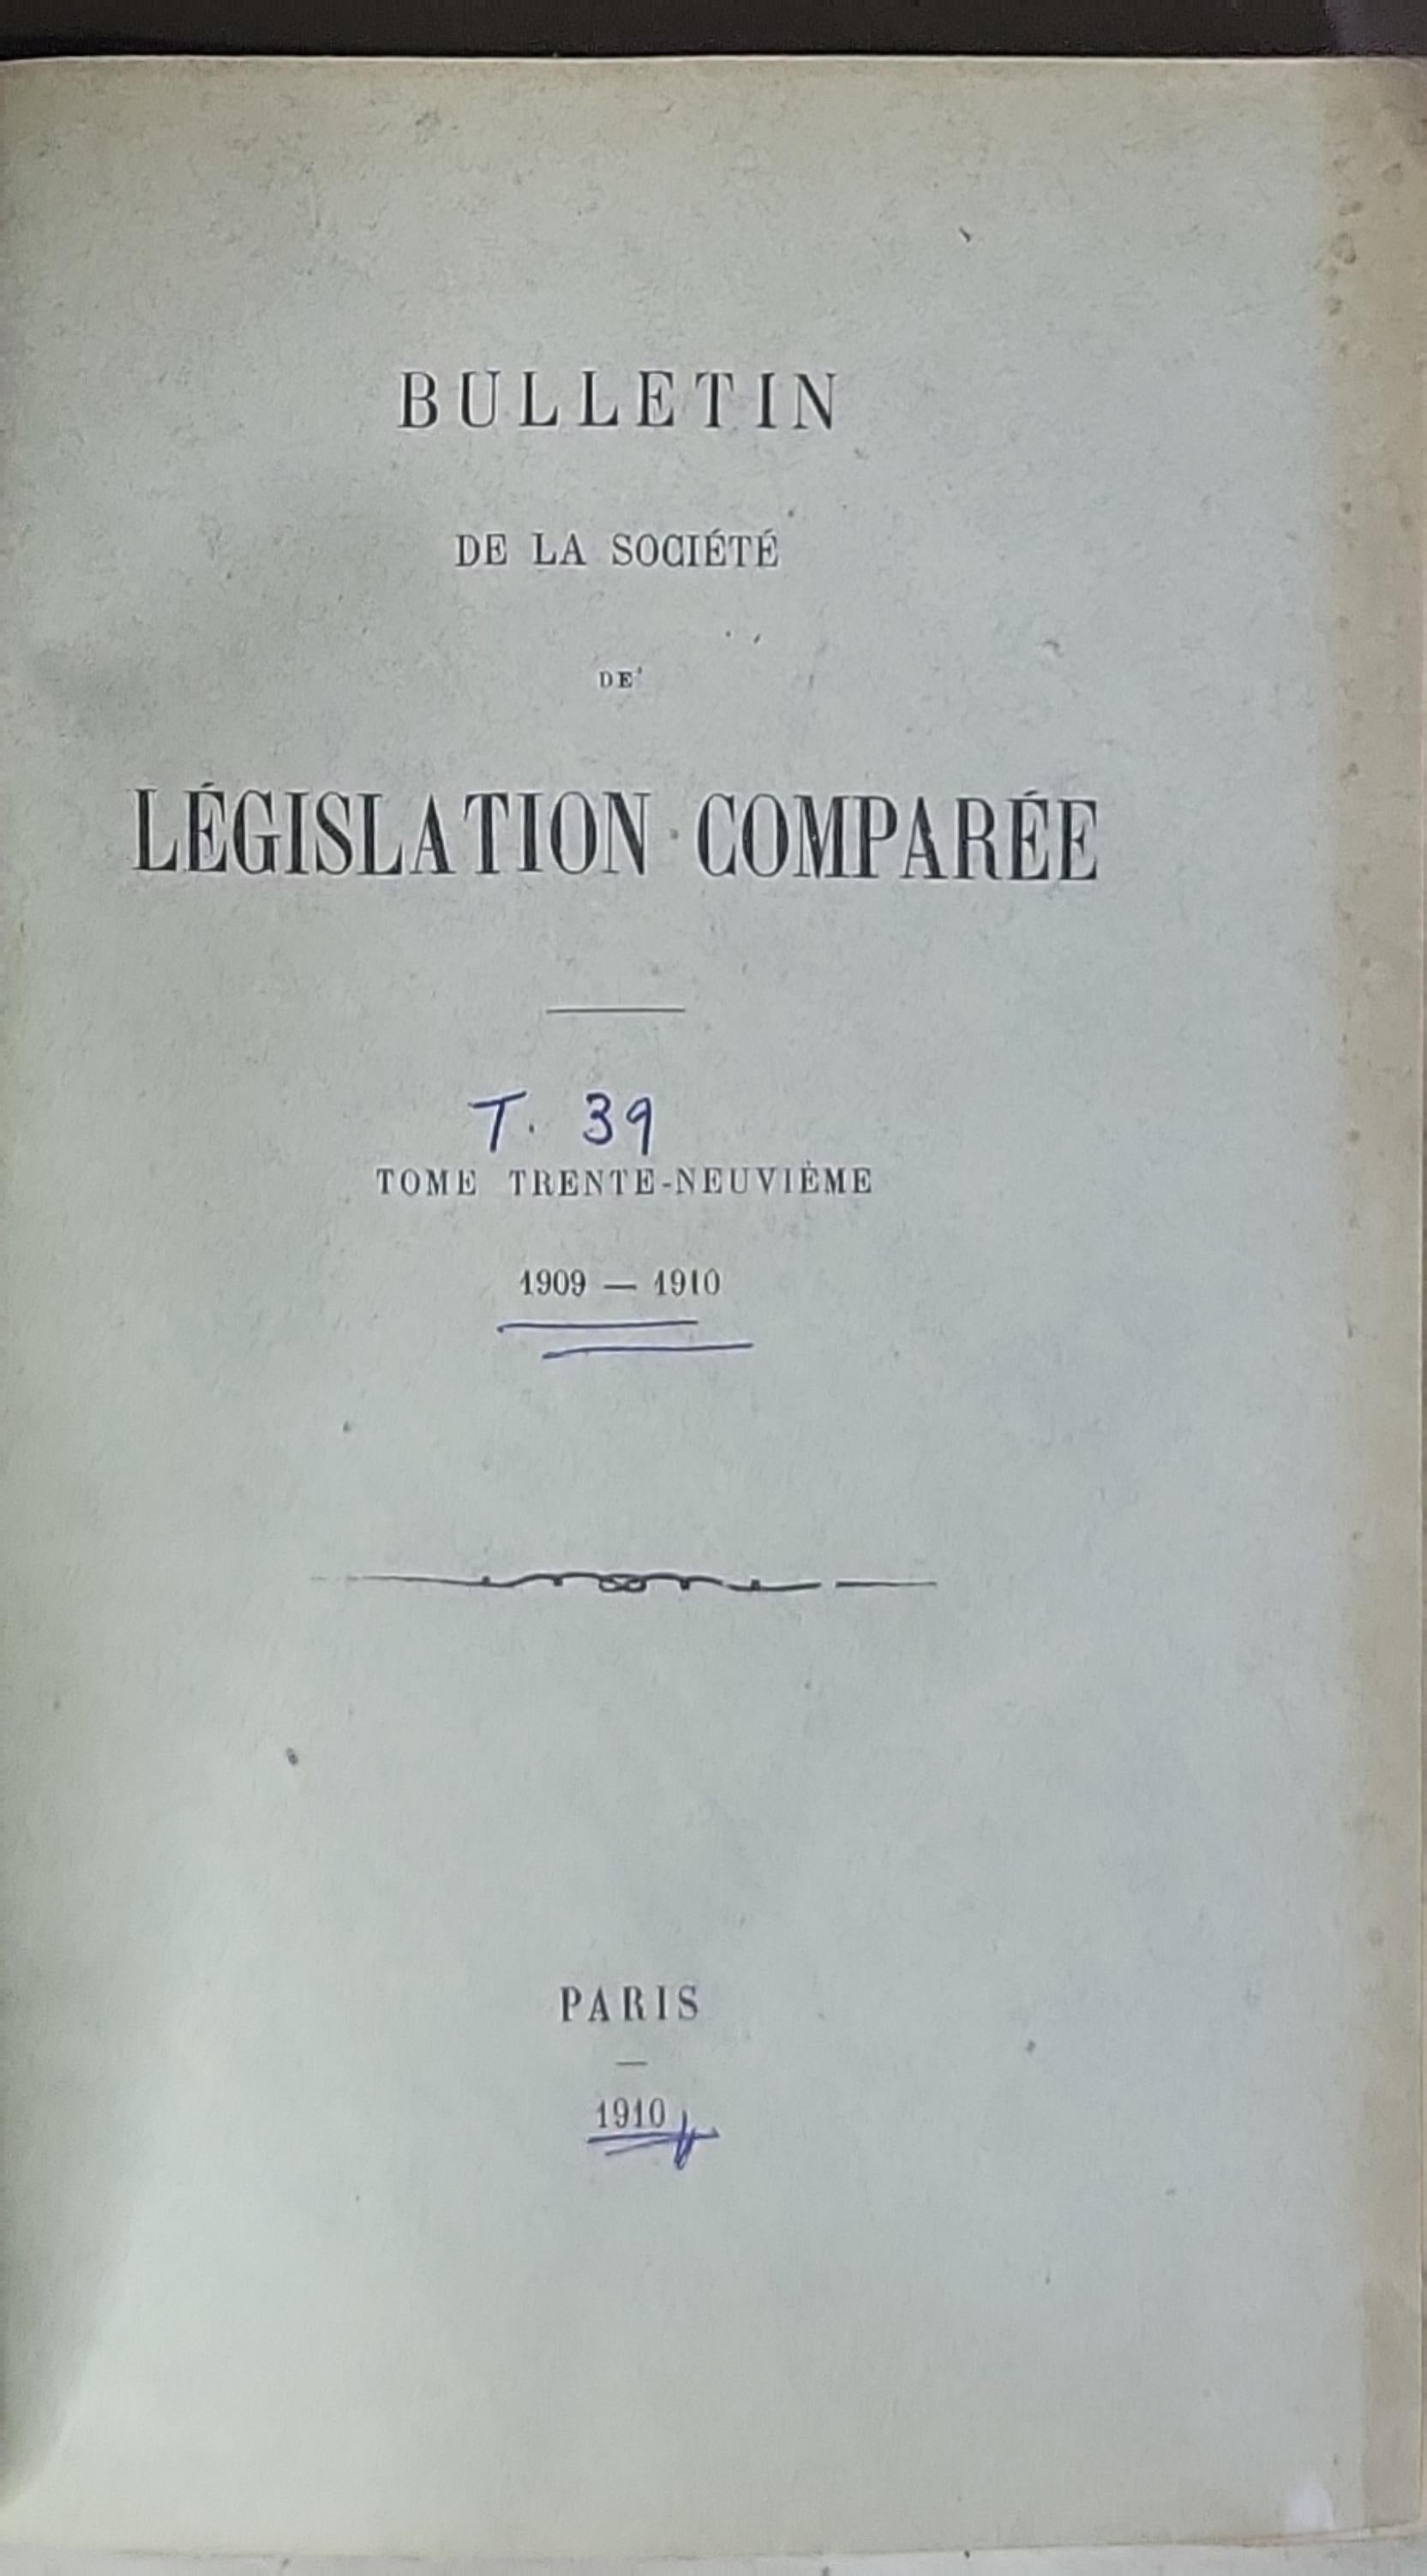 BULLETIN
DE LA SOCIÉTÉ
DE
LÉGISLATION COMPARÉE
T. 39
TOME TRENTE-NEUVIÈME
1909 — 1910
PARIS
1910